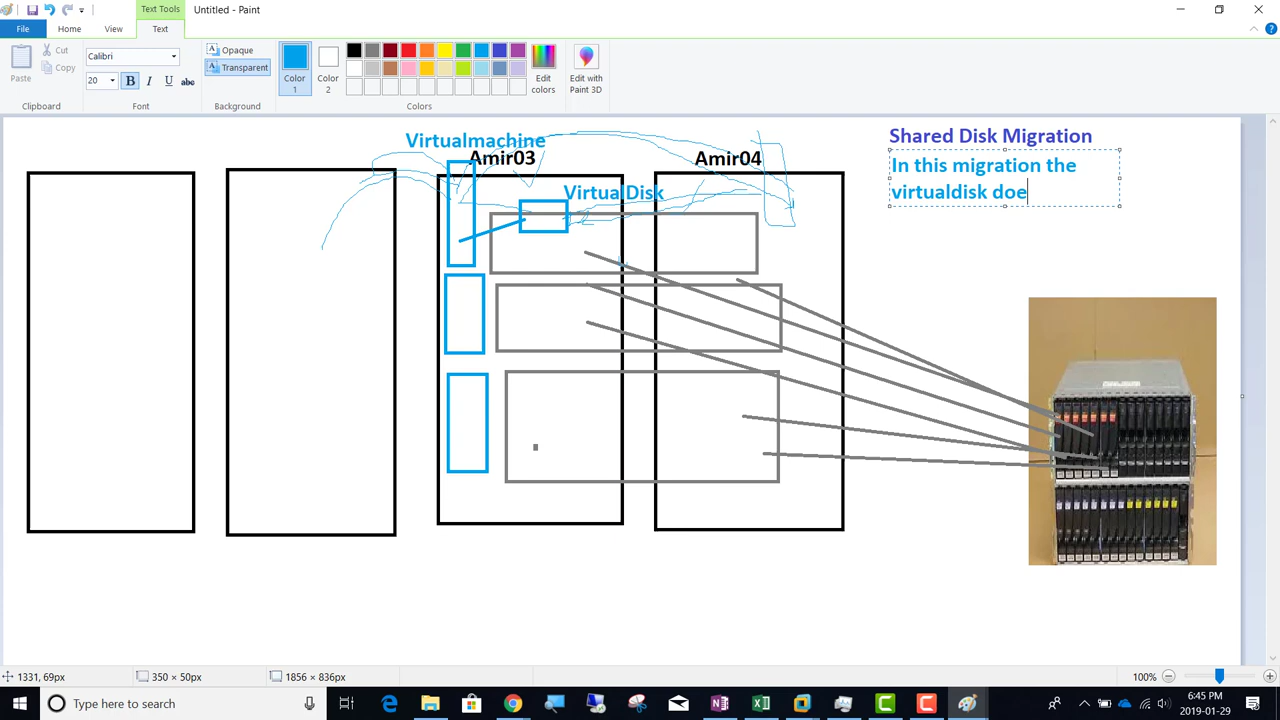 Text Tools
Untitled - Paint
File
Home
View
Text
Paste
Cut
Copy
Clipboard
Calibri
20
B I U abc
Font
Opaque
Transparent
Background
Color 1
Color 2
Edit colors
Edit with Paint 3D
Colors
Virtualmachine
Amir03
Amir04
VirtualDisk
Shared Disk Migration
In this migration the
virtualdisk doe
1331, 69px
350 × 50px
1856 × 836px
100%
Type here to search
6:45 PM
2019-01-29